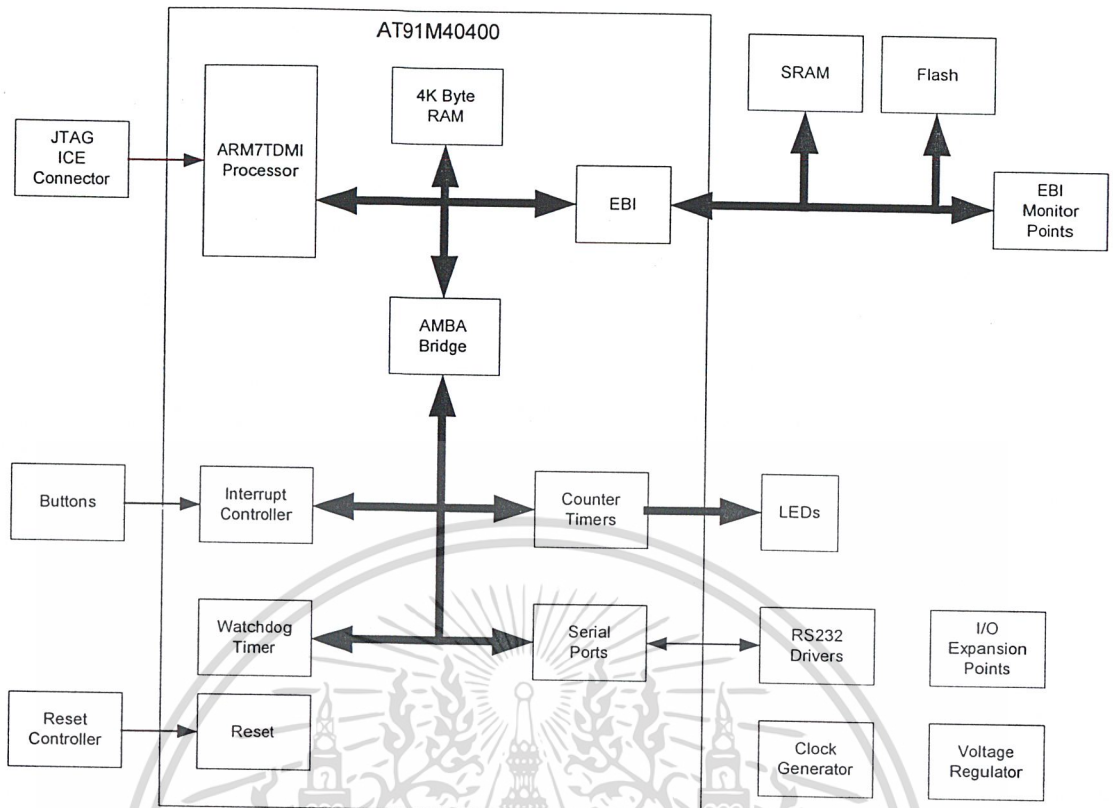 AT91M40400
SRAM
Flash
4K Byte
RAM
JTAG
ICE
Connector
ARM7TDMI
Processor
EBI
EBI
Monitor
Points
AMBA
Bridge
Buttons
Interrupt
Controller
Counter
Timers
LEDs
Watchdog
Timer
Serial
Ports
RS232
Drivers
I/O
Expansion
Points
Reset
Controller
Reset
Clock
Generator
Voltage
Regulator